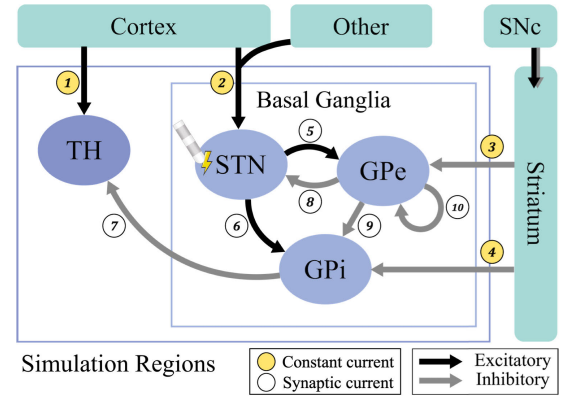 Cortex
Other
SNc
1
2
Basal Ganglia
TH
STN
5
GPe
3
8
Striatum
6
9
10
7
GPi
4
Simulation Regions
Constant current
Synaptic current
Excitatory
Inhibitory